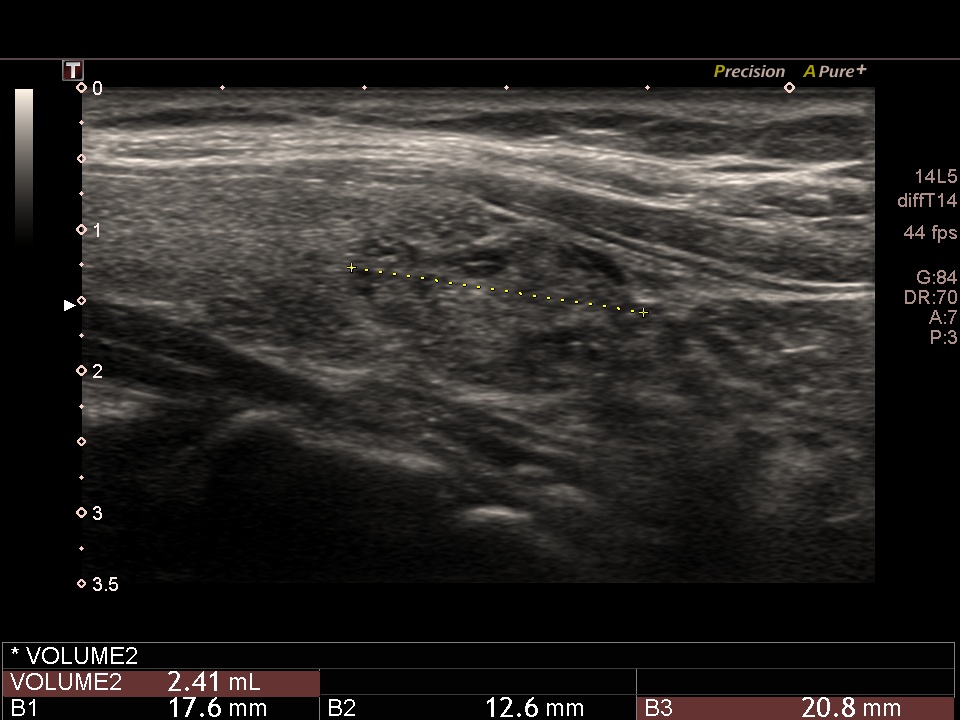 T
Precision A Pure+
0
14L5
diffT14
1
44 fps
G:84
DR:70
A:7
P:3
2
3
3.5
* VOLUME2
VOLUME2 2.41 mL
B1 17.6 mm B2 12.6 mm B3 20.8 mm